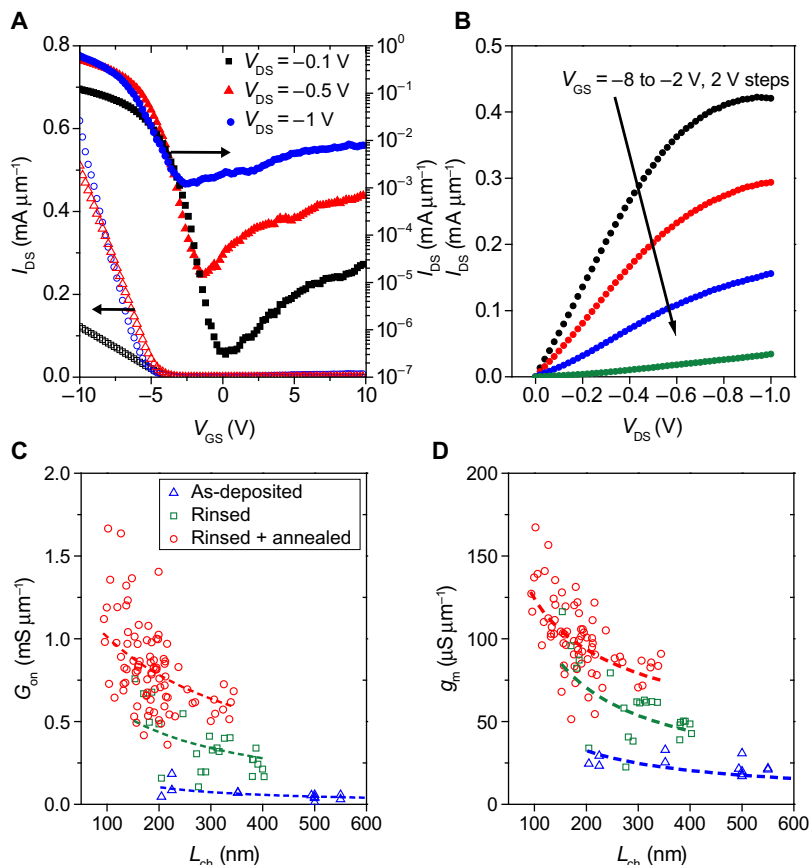 A
B
0.8
0.6
0.4
0.2
0.0
I_DS (mA μm⁻¹)
10⁰
10⁻¹
10⁻²
10⁻³
10⁻⁴
10⁻⁵
10⁻⁶
10⁻⁷
I_DS (mA μm⁻¹)
V_DS = −0.1 V
V_DS = −0.5 V
V_DS = −1 V
−10 −5 0 5 10
V_GS (V)
0.5
0.4
0.3
0.2
0.1
0.0
I_DS (mA μm⁻¹)
V_GS = −8 to −2 V, 2 V steps
0.0 −0.2 −0.4 −0.6 −0.8 −1.0
V_DS (V)
C
2.0
1.5
1.0
0.5
0.0
G_on (mS μm⁻¹)
As-deposited
Rinsed
Rinsed + annealed
100 200 300 400 500 600
L_ch (nm)
D
200
150
100
50
0
g_m (μS μm⁻¹)
100 200 300 400 500 600
L_ch (nm)